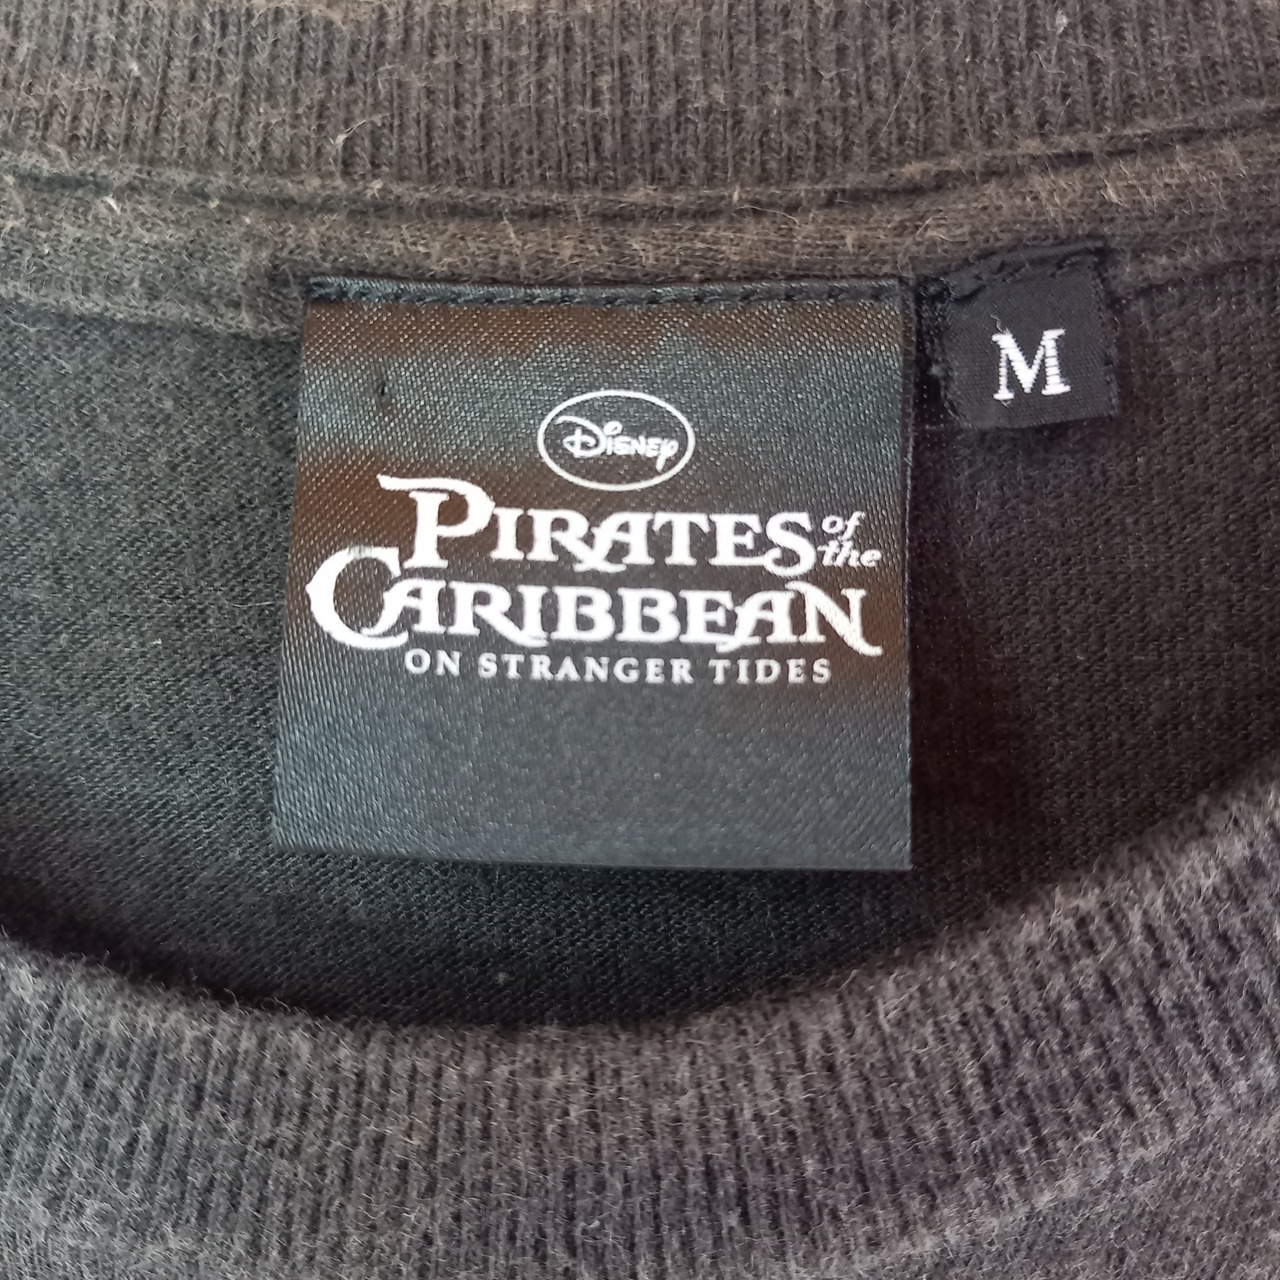 M
Disney
PIRATES of the
CARIBBEAN
ON STRANGER TIDES